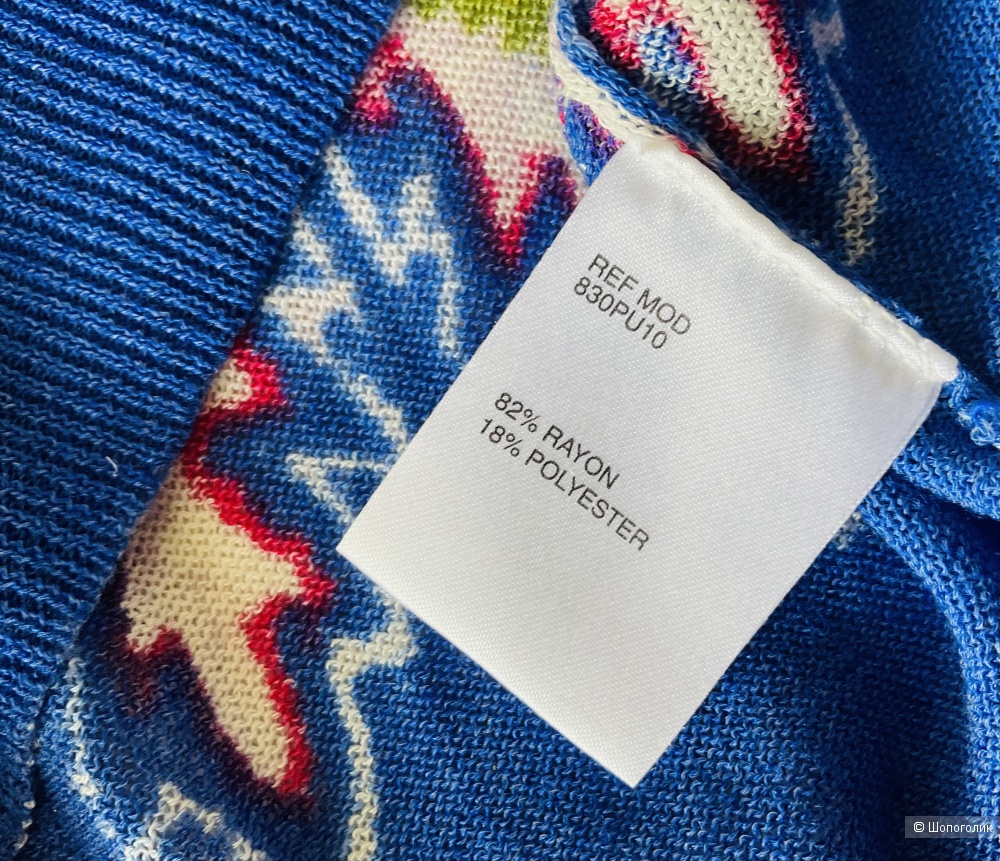 REF MOD
830PU10
82% RAYON
18% POLYESTER
© Шопоголик